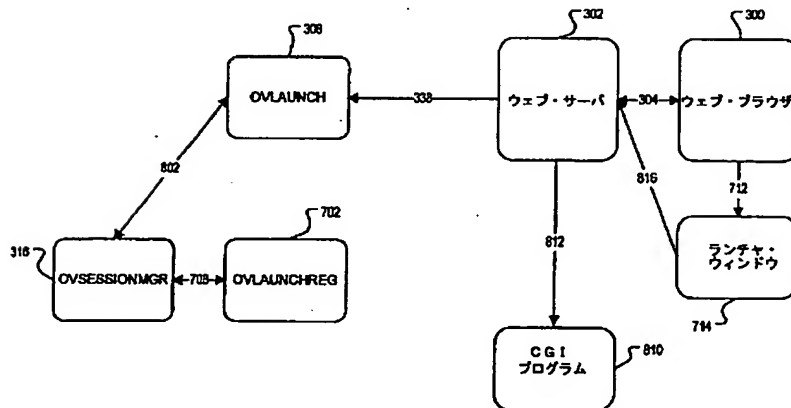 308
OVLAUNCH
338
302
ウェブ・サーバ
304
300
ウェブ・ブラウザ
802
816
712
702
812
ランチャ・
ウィンドウ
316
OVSESSIONMGR
708
OVLAUNCHREG
714
CGI
プログラム
810